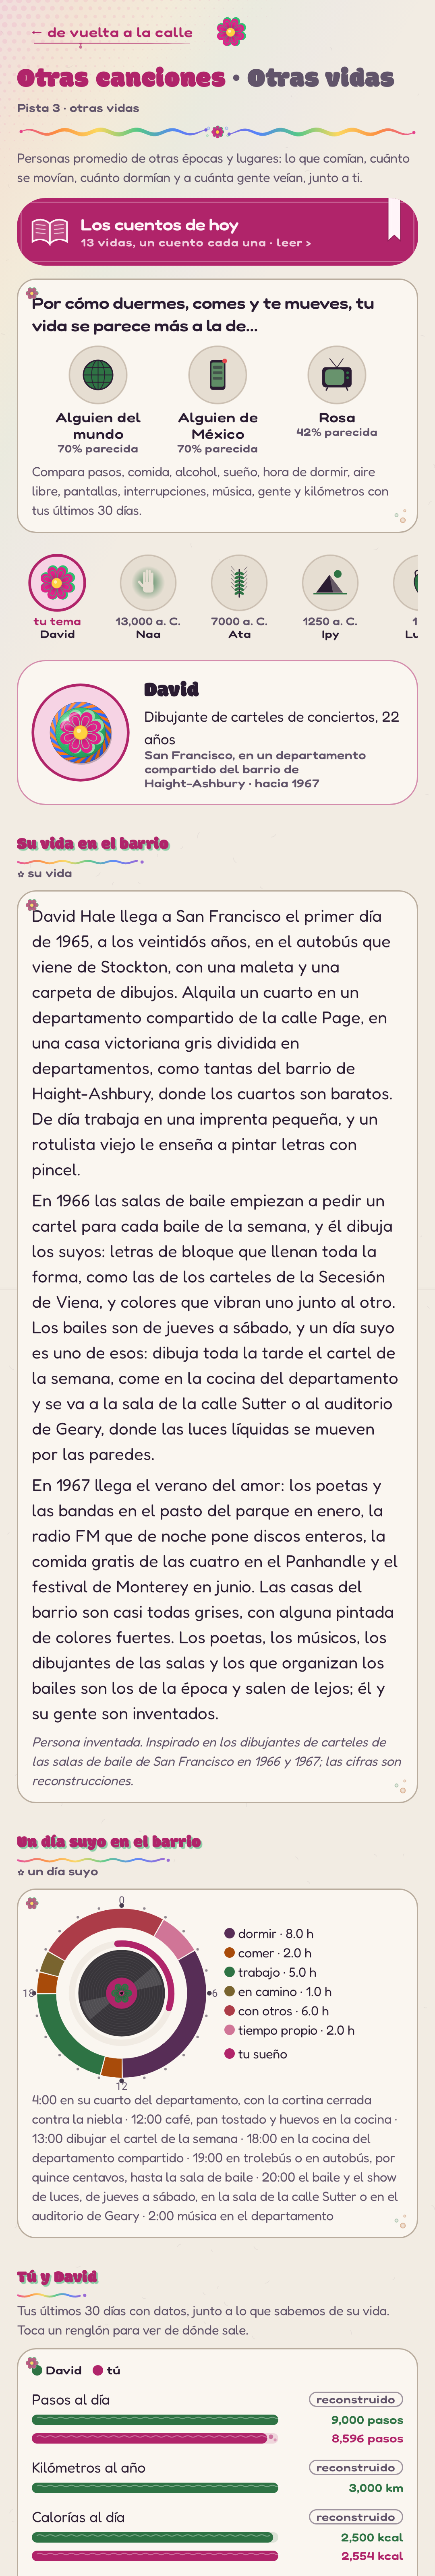 ← de vuelta a la calle
Otras canciones · Otras vidas
Pista 3 · otras vidas
Personas promedio de otras épocas y lugares: lo que comían, cuánto
se movían, cuánto dormían y a cuánta gente veían, junto a ti.
Los cuentos de hoy
13 vidas, un cuento cada una · leer >
Por cómo duermes, comes y te mueves, tu
vida se parece más a la de...
Alguien del
mundo
70% parecida
Alguien de
México
70% parecida
Rosa
42% parecida
Compara pasos, comida, alcohol, sueño, hora de dormir, aire
libre, pantallas, interrupciones, música, gente y kilómetros con
tus últimos 30 días.
tu tema
David
13,000 a. C.
Naa
7000 a. C.
Ata
1250 a. C.
Ipy
1
Lu
David
Dibujante de carteles de conciertos, 22
años
San Francisco, en un departamento
compartido del barrio de
Haight-Ashbury · hacia 1967
Su vida en el barrio
✿ su vida
David Hale llega a San Francisco el primer día
de 1965, a los veintidós años, en el autobús que
viene de Stockton, con una maleta y una
carpeta de dibujos. Alquila un cuarto en un
departamento compartido de la calle Page, en
una casa victoriana gris dividida en
departamentos, como tantas del barrio de
Haight-Ashbury, donde los cuartos son baratos.
De día trabaja en una imprenta pequeña, y un
rotulista viejo le enseña a pintar letras con
pincel.
En 1966 las salas de baile empiezan a pedir un
cartel para cada baile de la semana, y él dibuja
los suyos: letras de bloque que llenan toda la
forma, como las de los carteles de la Secesión
de Viena, y colores que vibran uno junto al otro.
Los bailes son de jueves a sábado, y un día suyo
es uno de esos: dibuja toda la tarde el cartel de
la semana, come en la cocina del departamento
y se va a la sala de la calle Sutter o al auditorio
de Geary, donde las luces líquidas se mueven
por las paredes.
En 1967 llega el verano del amor: los poetas y
las bandas en el pasto del parque en enero, la
radio FM que de noche pone discos enteros, la
comida gratis de las cuatro en el Panhandle y el
festival de Monterey en junio. Las casas del
barrio son casi todas grises, con alguna pintada
de colores fuertes. Los poetas, los músicos, los
dibujantes de las salas y los que organizan los
bailes son los de la época y salen de lejos; él y
su gente son inventados.
Persona inventada. Inspirado en los dibujantes de carteles de
las salas de baile de San Francisco en 1966 y 1967; las cifras son
reconstrucciones.
Un día suyo en el barrio
✿ un día suyo
0
6
12
18
dormir · 8.0 h
comer · 2.0 h
trabajo · 5.0 h
en camino · 1.0 h
con otros · 6.0 h
tiempo propio · 2.0 h
tu sueño
4:00 en su cuarto del departamento, con la cortina cerrada
contra la niebla · 12:00 café, pan tostado y huevos en la cocina ·
13:00 dibujar el cartel de la semana · 18:00 en la cocina del
departamento compartido · 19:00 en trolebús o en autobús, por
quince centavos, hasta la sala de baile · 20:00 el baile y el show
de luces, de jueves a sábado, en la sala de la calle Sutter o en el
auditorio de Geary · 2:00 música en el departamento
Tú y David
Tus últimos 30 días con datos, junto a lo que sabemos de su vida.
Toca un renglón para ver de dónde sale.
David tú
Pasos al día reconstruido
9,000 pasos
8,596 pasos
Kilómetros al año reconstruido
3,000 km
Calorías al día reconstruido
2,500 kcal
2,554 kcal